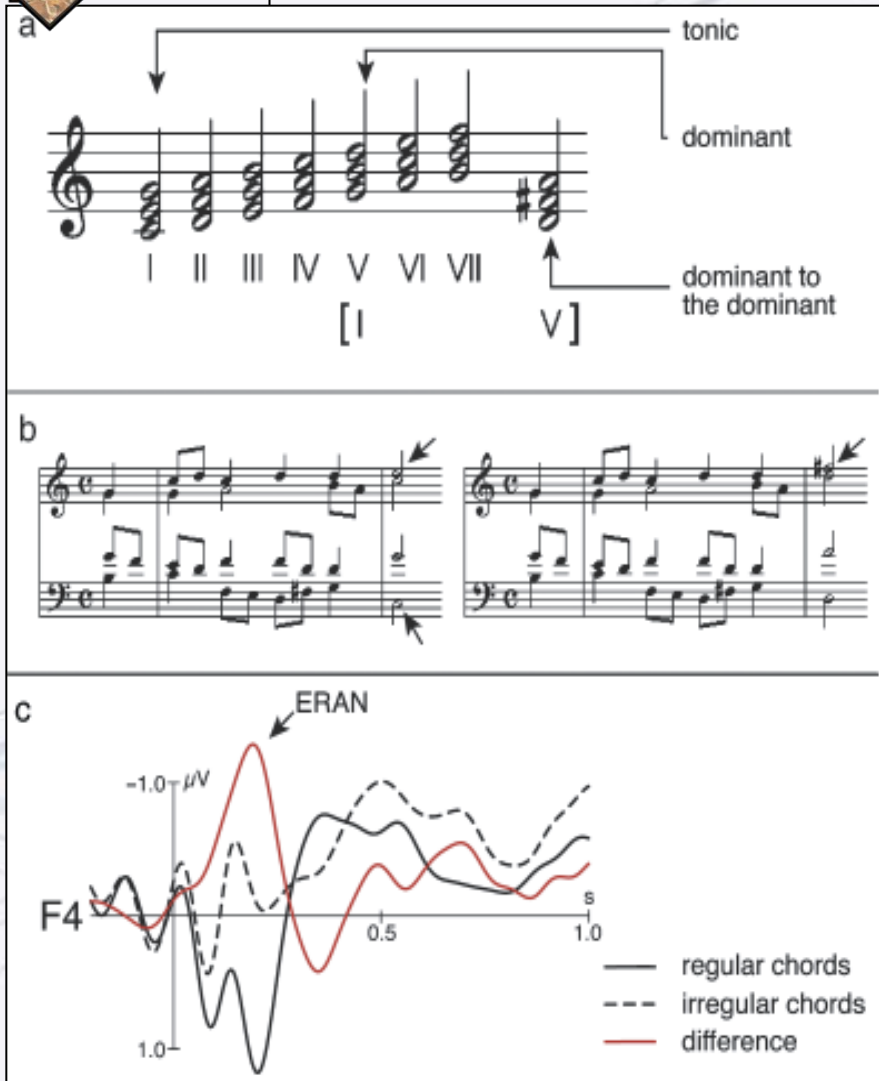 a
tonic
dominant
I II III IV V VI VII
dominant to
the dominant
[I V]
b
c
ERAN
-1.0 µV
s
F4
0.5 1.0
1.0
regular chords
irregular chords
difference